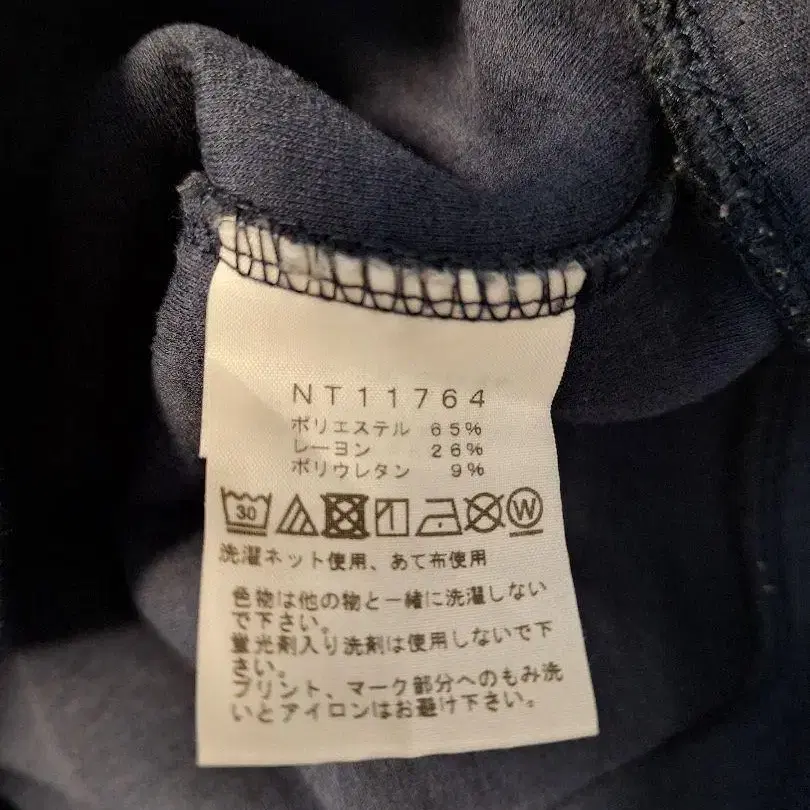 NT11764
ポリエステル 65%
レーヨン 26%
ポリウレタン 9%
30 W
洗濯ネット使用、あて布使用
色物は他の物と一緒に洗濯しない
で下さい。
蛍光剤入り洗剤は使用しないで下
さい。
プリント、マーク部分へのもみ洗
いとアイロンはお避け下さい。